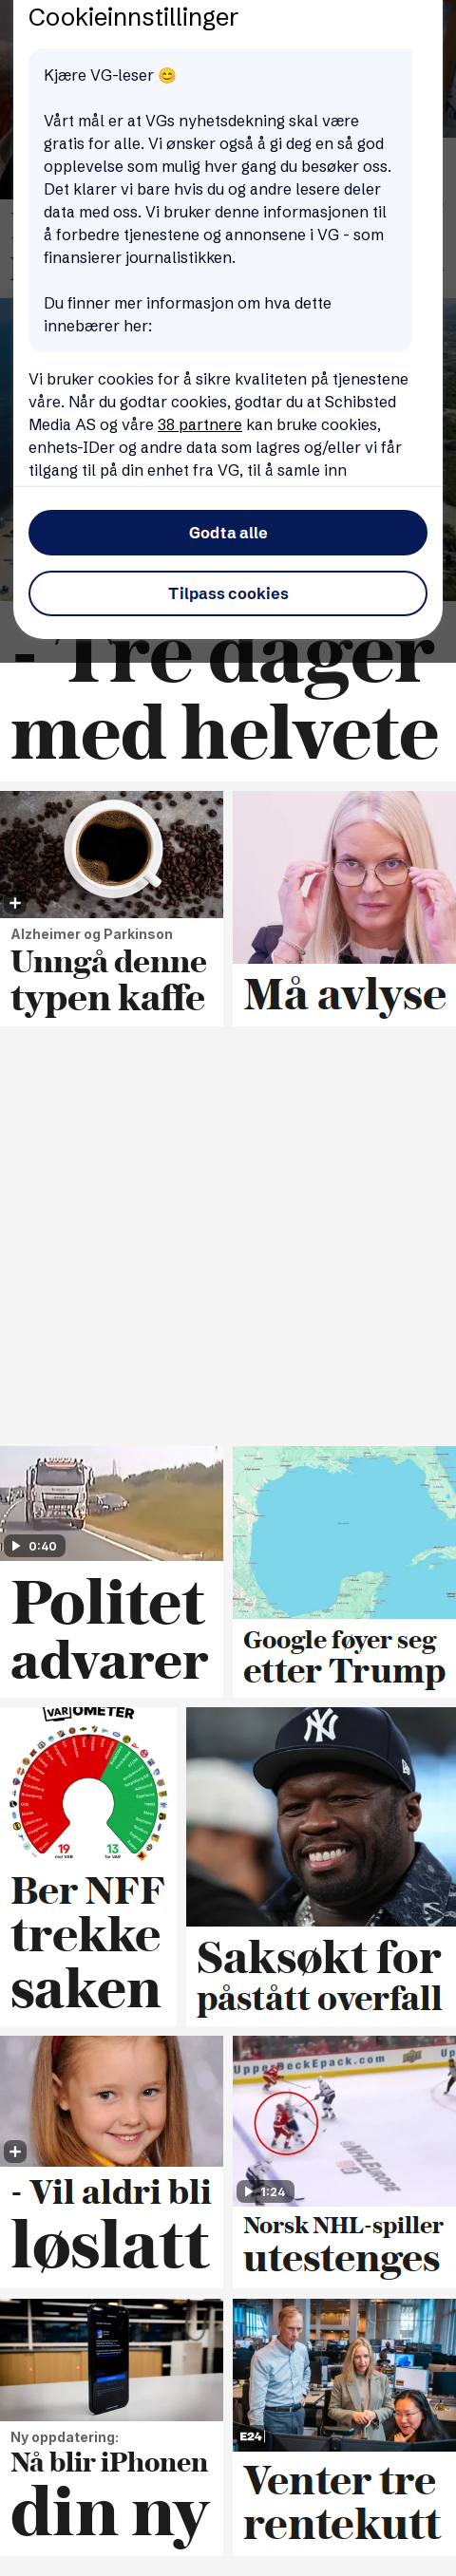 Cookieinnstillinger
Kjære VG-leser 😊
Vårt mål er at VGs nyhetsdekning skal være
gratis for alle. Vi ønsker også å gi deg en så god
opplevelse som mulig hver gang du besøker oss.
Det klarer vi bare hvis du og andre lesere deler
data med oss. Vi bruker denne informasjonen til
å forbedre tjenestene og annonsene i VG - som
finansierer journalistikken.
Du finner mer informasjon om hva dette
innebærer her:
Vi bruker cookies for å sikre kvaliteten på tjenestene
våre. Når du godtar cookies, godtar du at Schibsted
Media AS og våre 38 partnere kan bruke cookies,
enhets-IDer og andre data som lagres og/eller vi får
tilgang til på din enhet fra VG, til å samle inn
Godta alle
Tilpass cookies
- Tre dager
med helvete
Alzheimer og Parkinson
Unngå denne
typen kaffe
Må avlyse
0:40
Politet
advarer
Google føyer seg
etter Trump
VAROMETER
19
13
Ber NFF
trekke
saken
Saksøkt for
påstått overfall
- Vil aldri bli
løslatt
UpperDeckEpack.com
1:24
Norsk NHL-spiller
utestenges
Ny oppdatering:
Nå blir iPhonen
din ny
E24
Venter tre
rentekutt